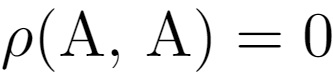 ρ(A, A) = 0